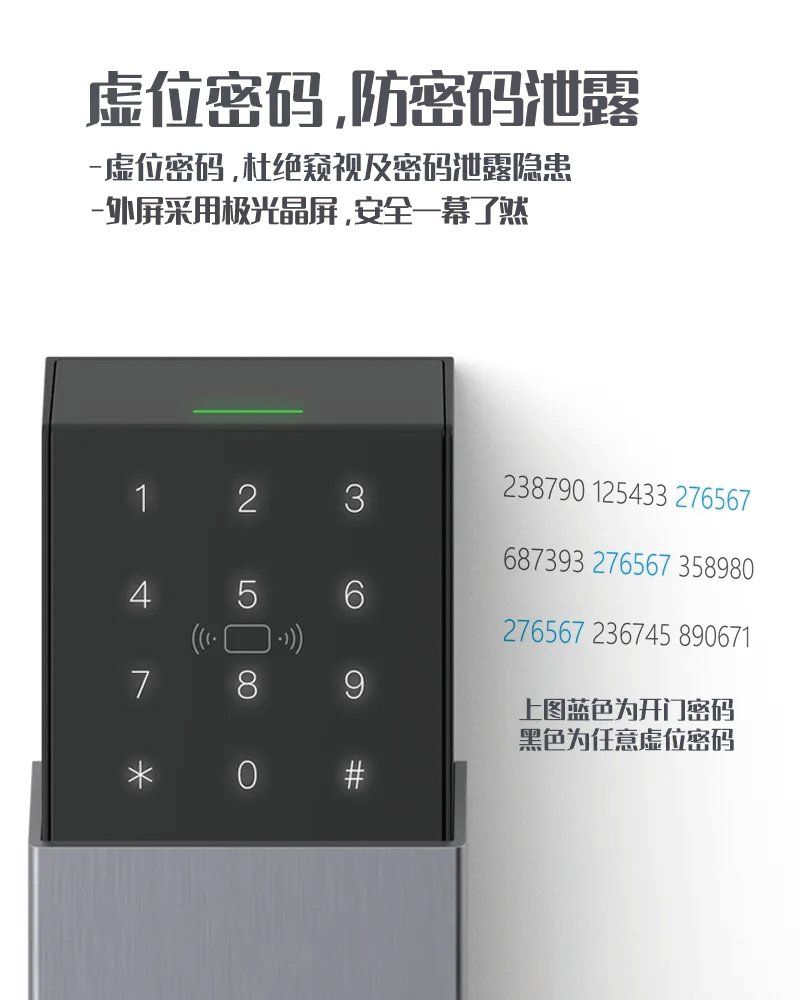 虚位密码,防密码泄露
-虚位密码,杜绝窥视及密码泄露隐患
-外屏采用极光晶屏,安全一幕了然
1 2 3
238790 125433 276567
4 5 6
687393 276567 358980
7 8 9
276567 236745 890671
* 0 #
上图蓝色为开门密码
黑色为任意虚位密码